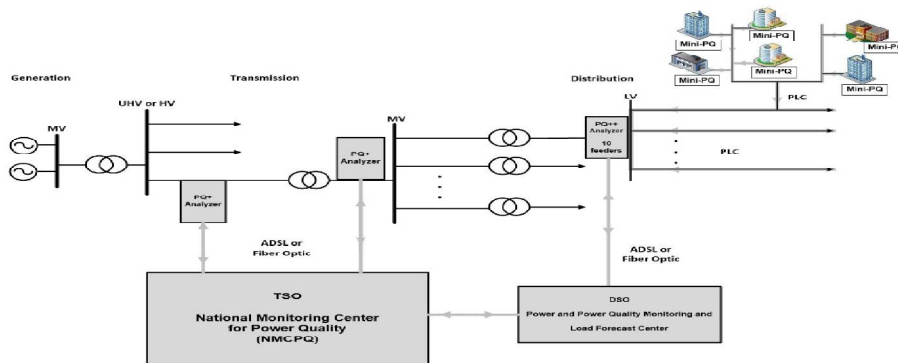 Generation
Transmission
Distribution
MV
UHV or HV
MV
LV
Mini-PQ
Mini-PQ
Mini-PQ
Mini-PQ
Mini-PQ
Mini-PQ
PLC
PLC
PQ+
Analyzer
PQ+
Analyzer
PQ++
Analyzer
10
feeders
ADSL or
Fiber Optic
ADSL or
Fiber Optic
TSO
National Monitoring Center
for Power Quality
(NMCPQ)
DSO
Power and Power Quality Monitoring and
Load Forecast Center